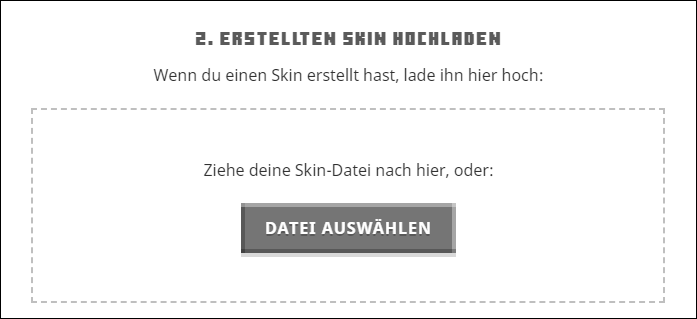 2. ERSTELLTEN SKIN HOCHLADEN
Wenn du einen Skin erstellt hast, lade ihn hier hoch:
Ziehe deine Skin-Datei nach hier, oder:
DATEI AUSWÄHLEN